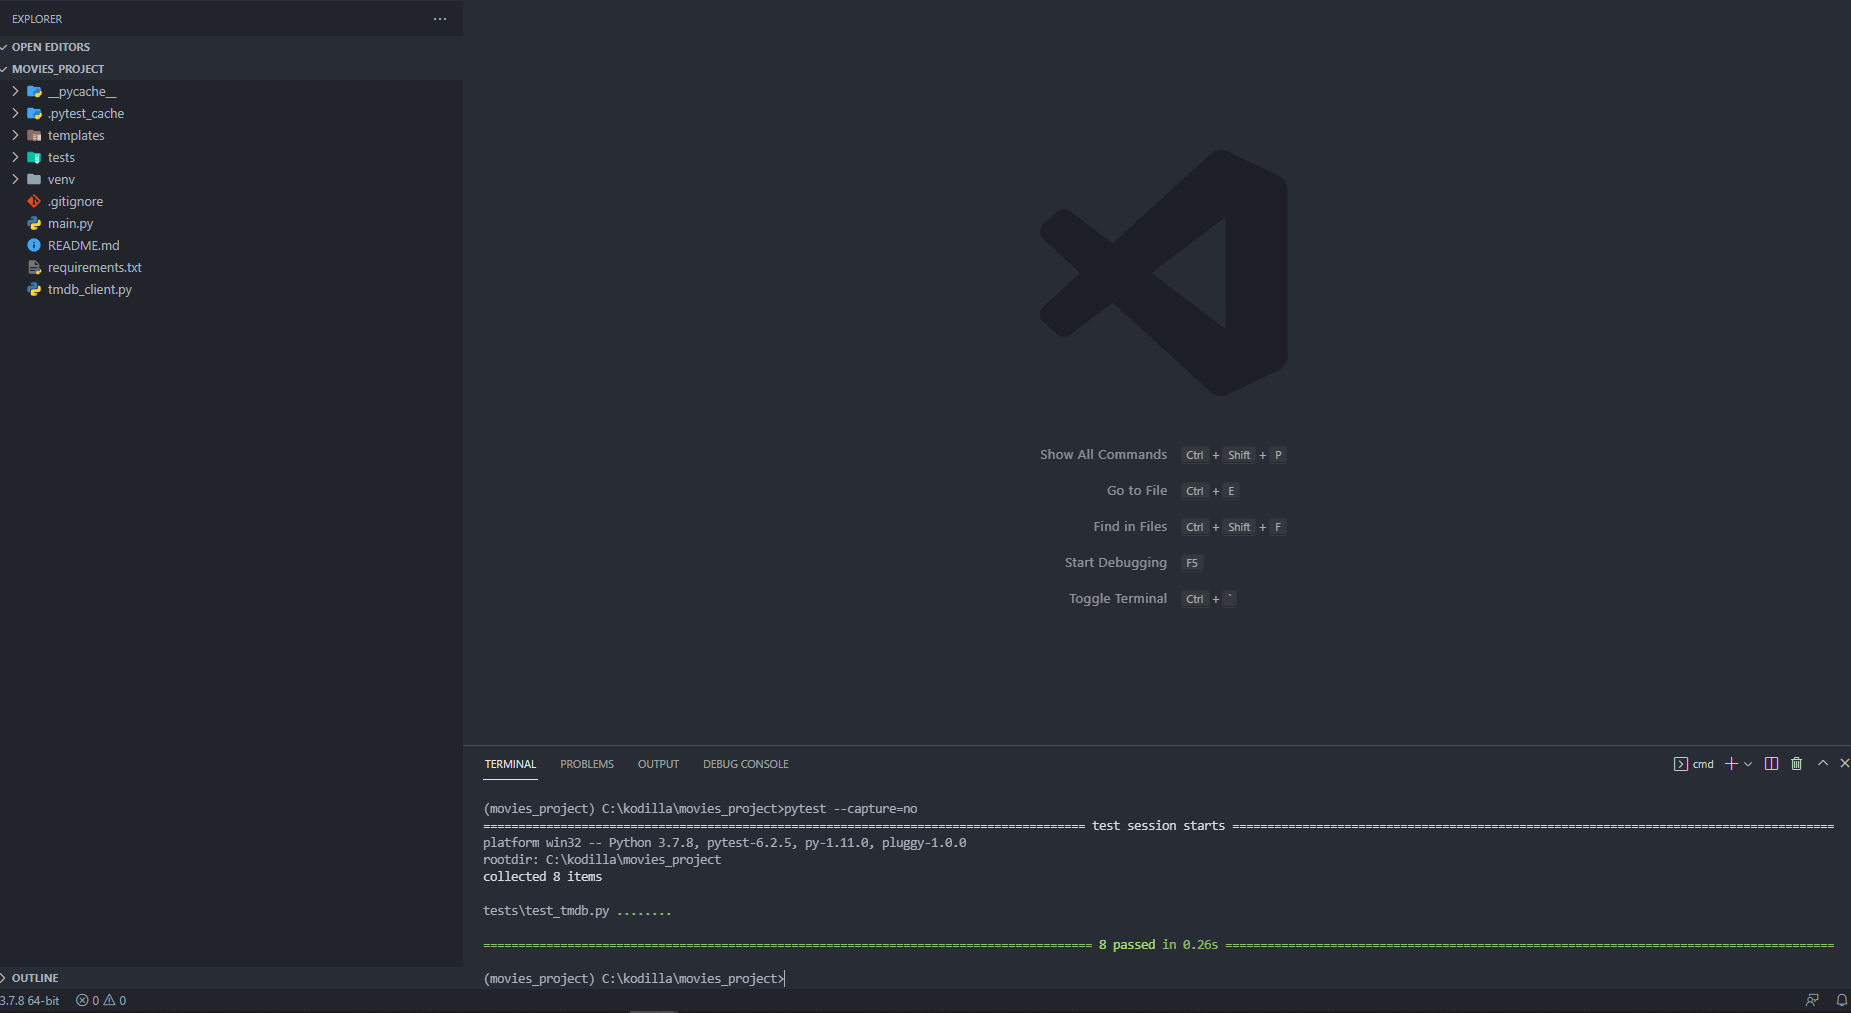 EXPLORER
OPEN EDITORS
MOVIES_PROJECT
__pycache__
.pytest_cache
templates
tests
venv
.gitignore
main.py
README.md
requirements.txt
tmdb_client.py
OUTLINE
Show All Commands Ctrl + Shift + P
Go to File Ctrl + E
Find in Files Ctrl + Shift + F
Start Debugging F5
Toggle Terminal Ctrl + `
TERMINAL PROBLEMS OUTPUT DEBUG CONSOLE cmd
(movies_project) C:\kodilla\movies_project>pytest --capture=no
====================================================================================== test session starts ======================================================================================
platform win32 -- Python 3.7.8, pytest-6.2.5, py-1.11.0, pluggy-1.0.0
rootdir: C:\kodilla\movies_project
collected 8 items
tests\test_tmdb.py ........
======================================================================================= 8 passed in 0.26s =======================================================================================
(movies_project) C:\kodilla\movies_project>
3.7.8 64-bit 0 0